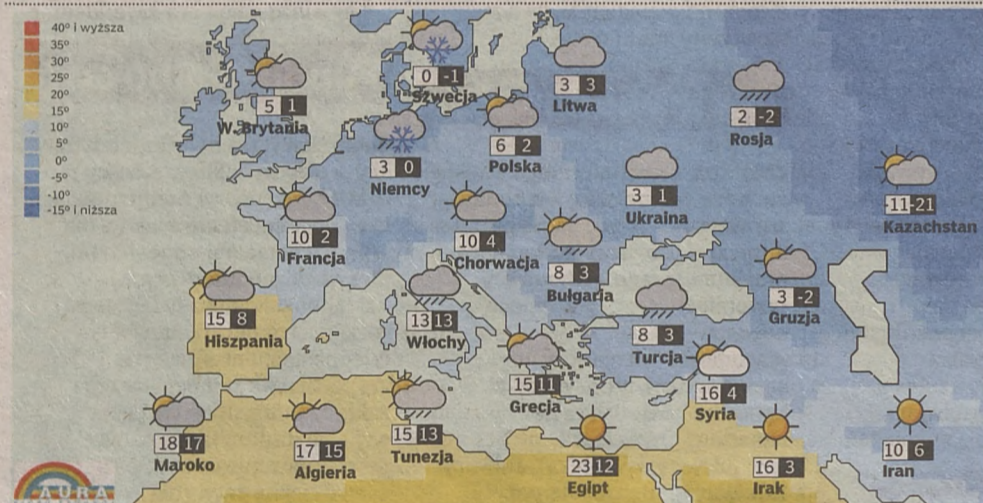 40° i wyższa
35°
30°
25°
20°
15°
10°
5°
0°
-5°
-10°
-15° i niższa
0 -1
Szwecja
3 3
Litwa
5 1
W. Brytania
2 -2
Rosja
6 2
Polska
3 0
Niemcy
3 1
Ukraina
-11 -21
Kazachstan
10 2
Francja
10 4
Chorwacja
8 3
Bułgaria
3 -2
Gruzja
15 8
Hiszpania
13 13
Włochy
8 3
Turcja
15 11
Grecja
16 4
Syria
18 17
Maroko
17 15
Algieria
15 13
Tunezja
23 12
Egipt
16 3
Irak
10 6
Iran
AURA